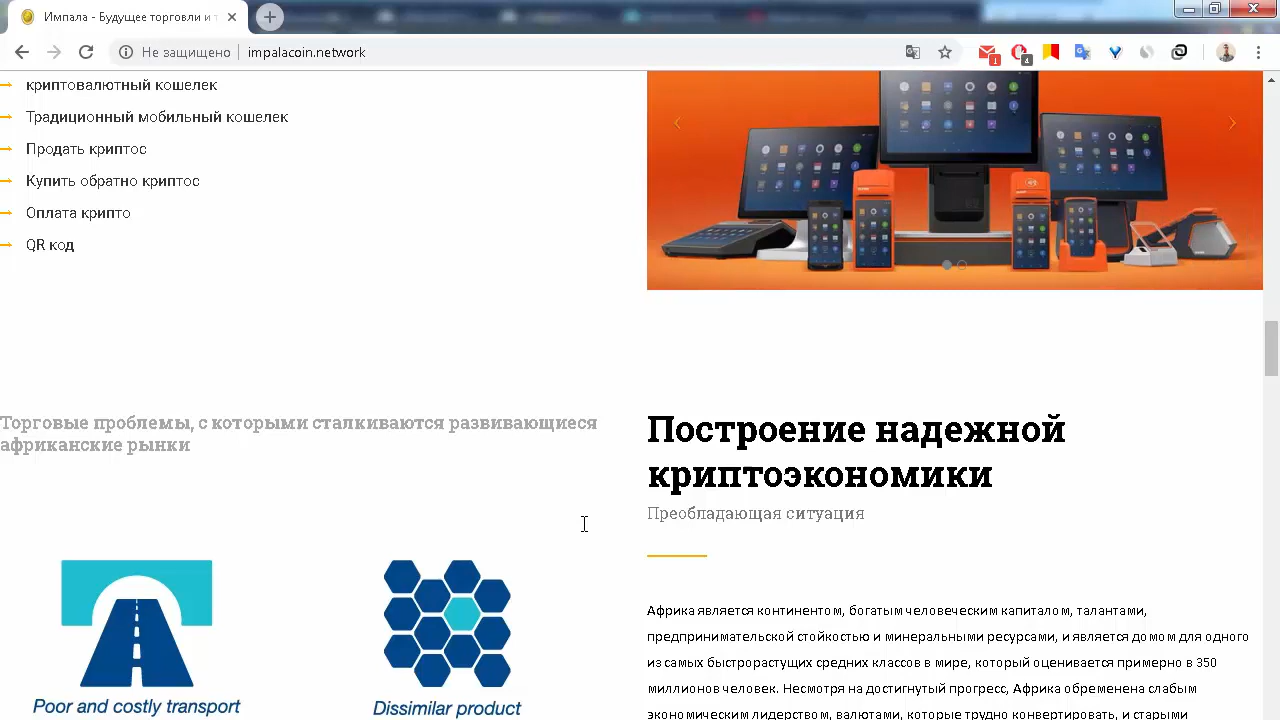 Импала - Будущее торговли и т
Не защищено
impalacoin.network
1
4
криптовалютный кошелек
Традиционный мобильный кошелек
Продать криптос
Купить обратно криптос
Оплата крипто
QR код
Торговые проблемы, с которыми сталкиваются развивающиеся
африканские рынки
Poor and costly transport
Dissimilar product
Построение надежной
криптоэкономики
Преобладающая ситуация
Африка является континентом, богатым человеческим капиталом, талантами,
предпринимательской стойкостью и минеральными ресурсами, и является домом для одного
из самых быстрорастущих средних классов в мире, который оценивается примерно в 350
миллионов человек. Несмотря на достигнутый прогресс, Африка обременена слабым
экономическим лидерством, валютами, которые трудно конвертировать, и старыми